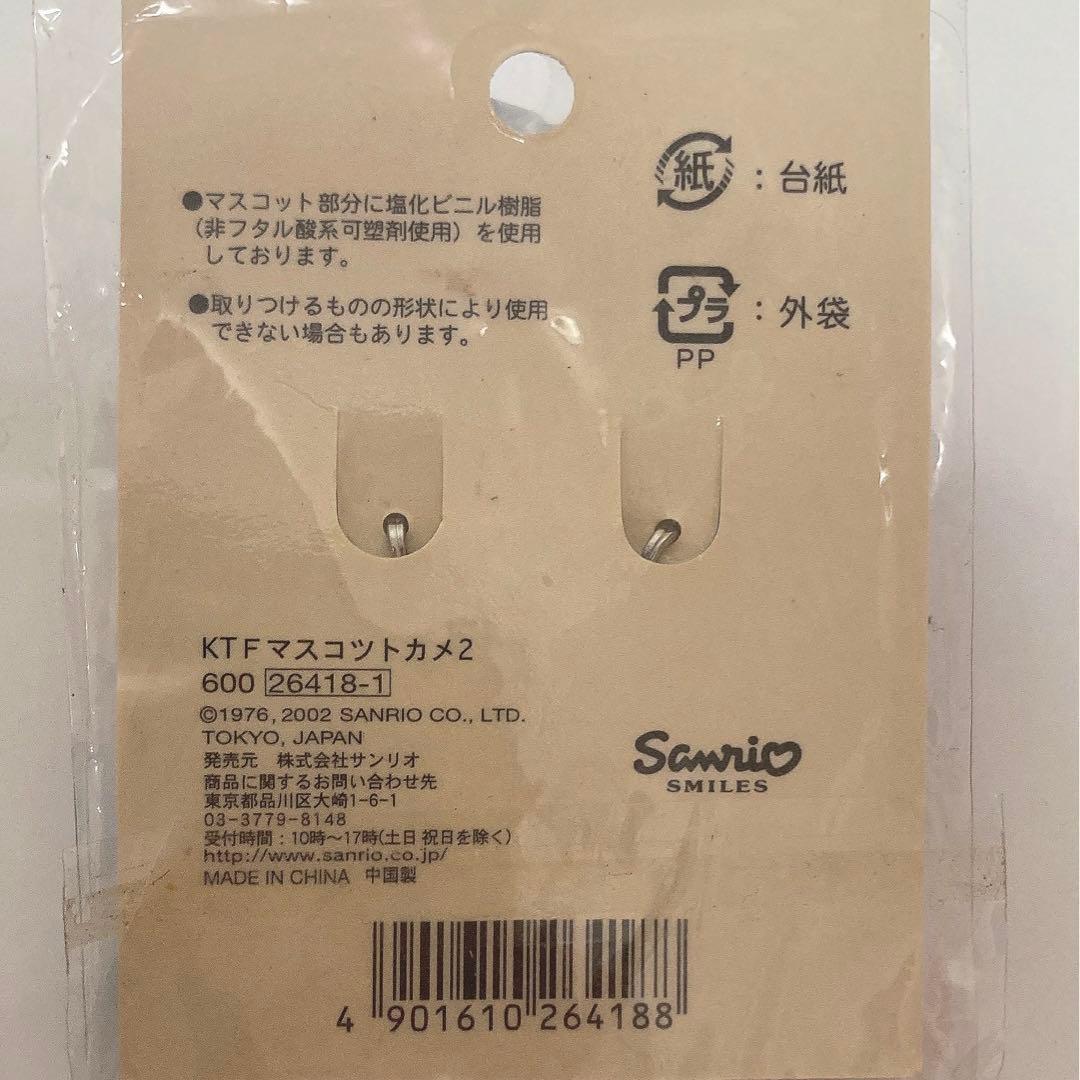 ●マスコット部分に塩化ビニル樹脂
(非フタル酸系可塑剤使用)を使用
しております。
●取りつけるものの形状により使用
できない場合もあります。
紙:台紙
プラ:外袋
PP
KTFマスコツトカメ2
600 26418-1
©1976, 2002 SANRIO CO., LTD.
TOKYO, JAPAN
発売元 株式会社サンリオ
商品に関するお問い合わせ先
東京都品川区大崎1-6-1
03-3779-8148
受付時間:10時〜17時(土日 祝日を除く)
http://www.sanrio.co.jp/
MADE IN CHINA 中国製
Sanrio
SMILES
4 901610 264188